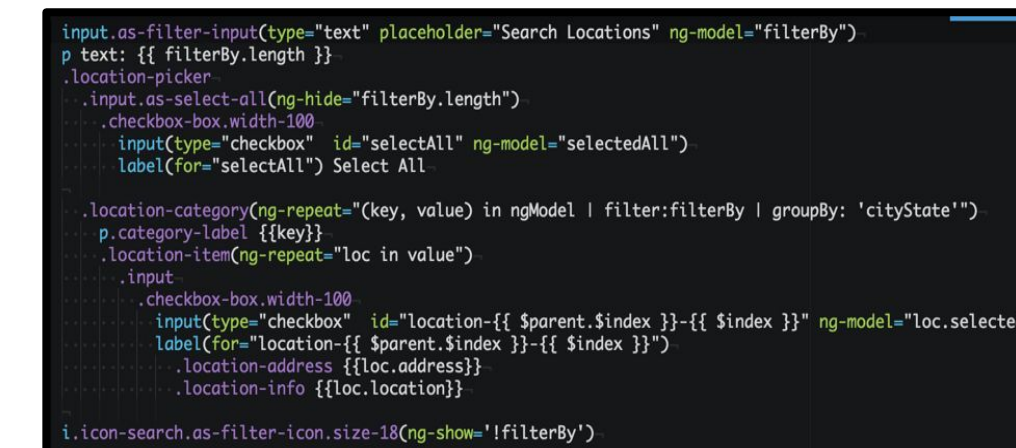 input.as-filter-input(type="text" placeholder="Search Locations" ng-model="filterBy")
p text: {{ filterBy.length }}
.location-picker
.input.as-select-all(ng-hide="filterBy.length")
.checkbox-box.width-100
input(type="checkbox"  id="selectAll" ng-model="selectedAll")
label(for="selectAll") Select All
.location-category(ng-repeat="(key, value) in ngModel | filter:filterBy | groupBy: 'cityState'")
p.category-label {{key}}
.location-item(ng-repeat="loc in value")
.input
.checkbox-box.width-100
input(type="checkbox"  id="location-{{ $parent.$index }}-{{ $index }}" ng-model="loc.selecte
label(for="location-{{ $parent.$index }}-{{ $index }}")
.location-address {{loc.address}}
.location-info {{loc.location}}
i.icon-search.as-filter-icon.size-18(ng-show='!filterBy')